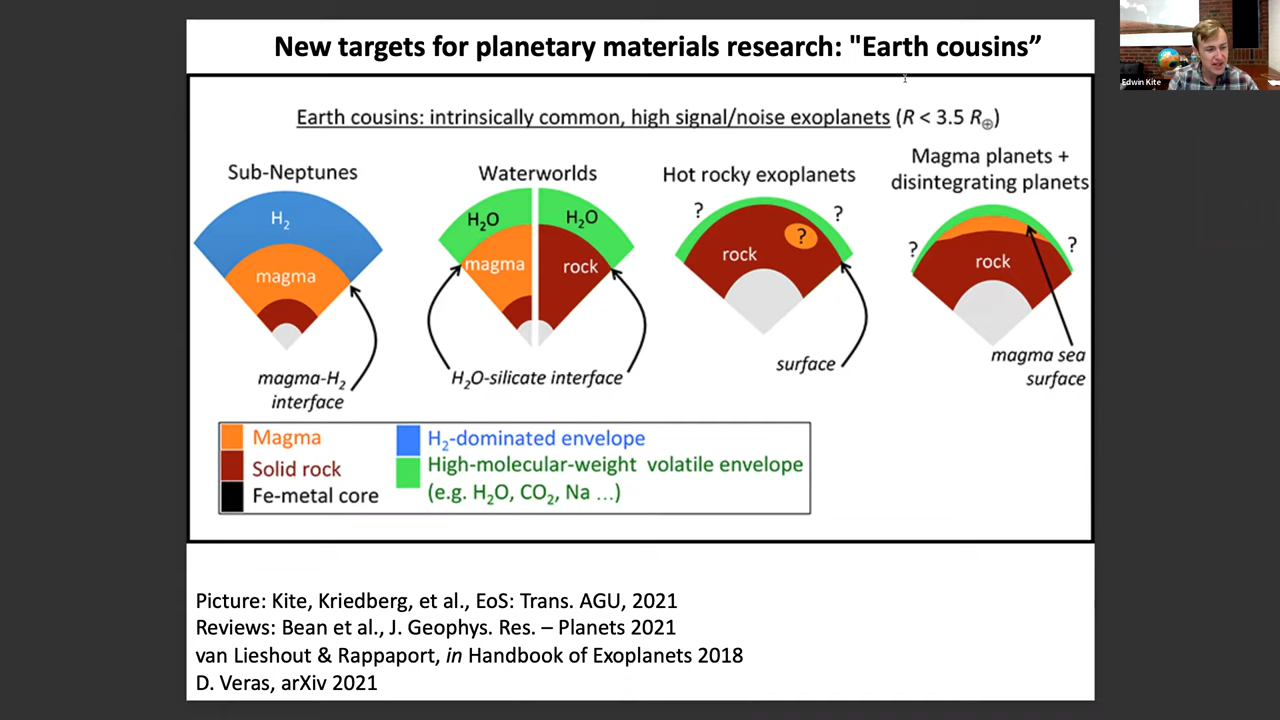 New targets for planetary materials research: "Earth cousins”
Edwin Kite
Earth cousins: intrinsically common, high signal/noise exoplanets (R < 3.5 R⊕)
Sub-Neptunes
H₂
magma
magma-H₂
interface
Waterworlds
H₂O
H₂O
magma
rock
H₂O-silicate interface
Hot rocky exoplanets
?
?
?
rock
surface
Magma planets +
disintegrating planets
?
?
rock
magma sea
surface
Magma
Solid rock
Fe-metal core
H₂-dominated envelope
High-molecular-weight volatile envelope
(e.g. H₂O, CO₂, Na …)
Picture: Kite, Kriedberg, et al., EoS: Trans. AGU, 2021
Reviews: Bean et al., J. Geophys. Res. – Planets 2021
van Lieshout & Rappaport, in Handbook of Exoplanets 2018
D. Veras, arXiv 2021